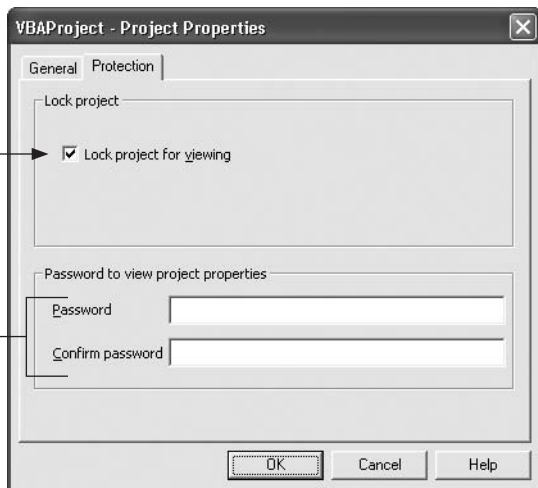 VBAProject - Project Properties
General Protection
Lock project
Lock project for viewing
Password to view project properties
Password
Confirm password
OK Cancel Help